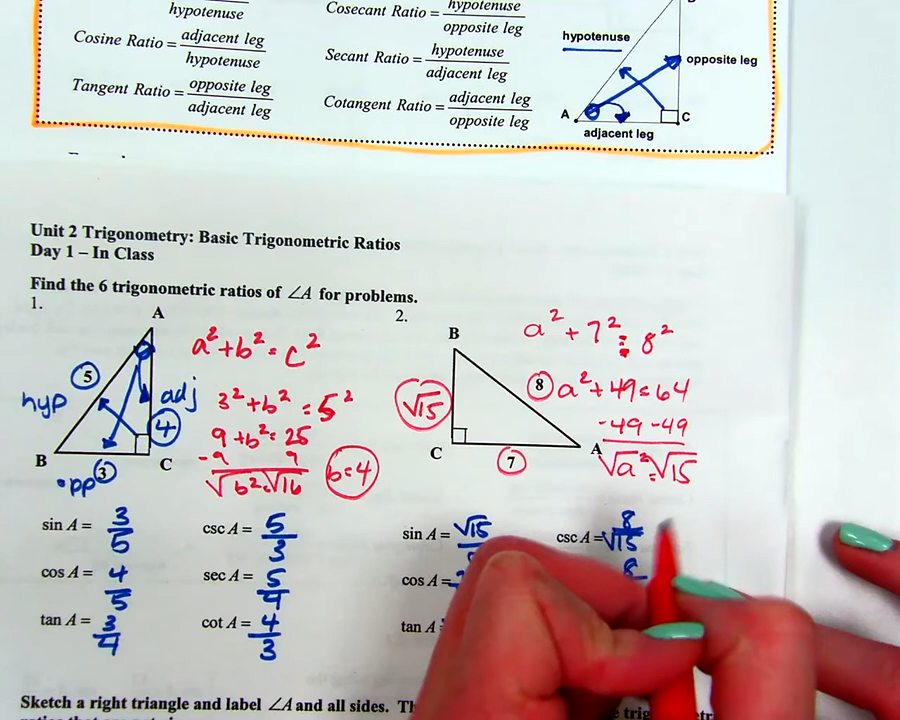 hypotenuse
Cosecant Ratio = hypotenuse / opposite leg
Cosine Ratio = adjacent leg / hypotenuse
Secant Ratio = hypotenuse / adjacent leg
Tangent Ratio = opposite leg / adjacent leg
Cotangent Ratio = adjacent leg / opposite leg
hypotenuse
opposite leg
A
C
adjacent leg
Unit 2 Trigonometry: Basic Trigonometric Ratios
Day 1 – In Class
Find the 6 trigonometric ratios of ∠A for problems.
1.
A
5
hyp
adj
4
B
C
opp 3
a² + b² = c²
3² + b² = 5²
9 + b² = 25
-9 9
√b² = √16
b = 4
sin A = 3/5
csc A = 5/3
cos A = 4/5
sec A = 5/4
tan A = 3/4
cot A = 4/3
2.
B
√15
8
C
7
A
a² + 7² = 8²
a² + 49 = 64
-49 -49
√a² = √15
sin A = √15
csc A = 8/√15
cos A =
8
tan A
Sketch a right triangle and label ∠A and all sides.